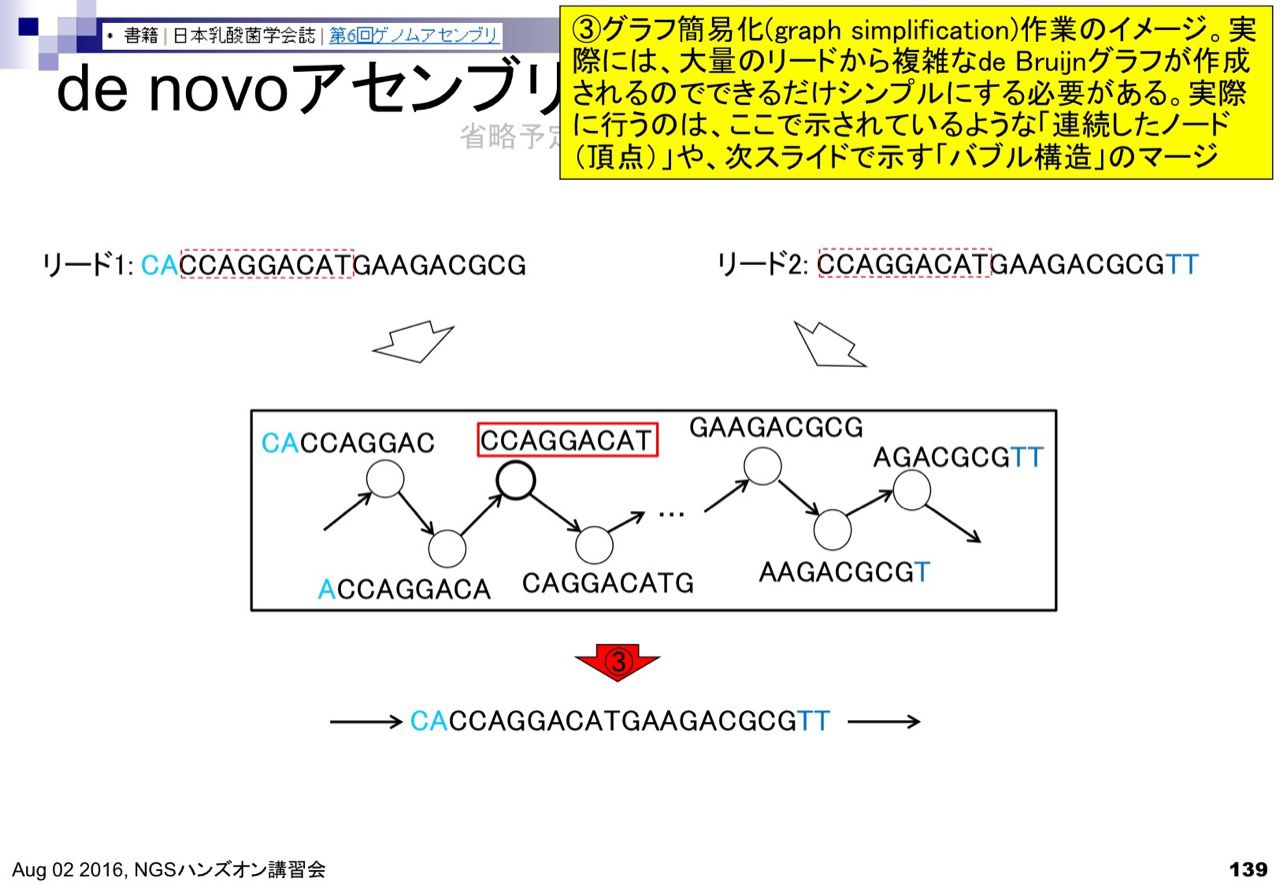 • 書籍 | 日本乳酸菌学会誌 | 第6回ゲノムアセンブリ
de novoアセンブリ
省略予定
③グラフ簡易化(graph simplification)作業のイメージ。実
際には、大量のリードから複雑なde Bruijnグラフが作成
されるのでできるだけシンプルにする必要がある。実際
に行うのは、ここで示されているような「連続したノード
（頂点）」や、次スライドで示す「バブル構造」のマージ
リード1: CACCAGGACATGAAGACGCG
リード2: CCAGGACATGAAGACGCGTT
CACCAGGAC
CCAGGACAT
GAAGACGCG
AGACGCGTT
…
ACCAGGACA
CAGGACATG
AAGACGCGT
③
CACCAGGACATGAAGACGCGTT
Aug 02 2016, NGSハンズオン講習会
139